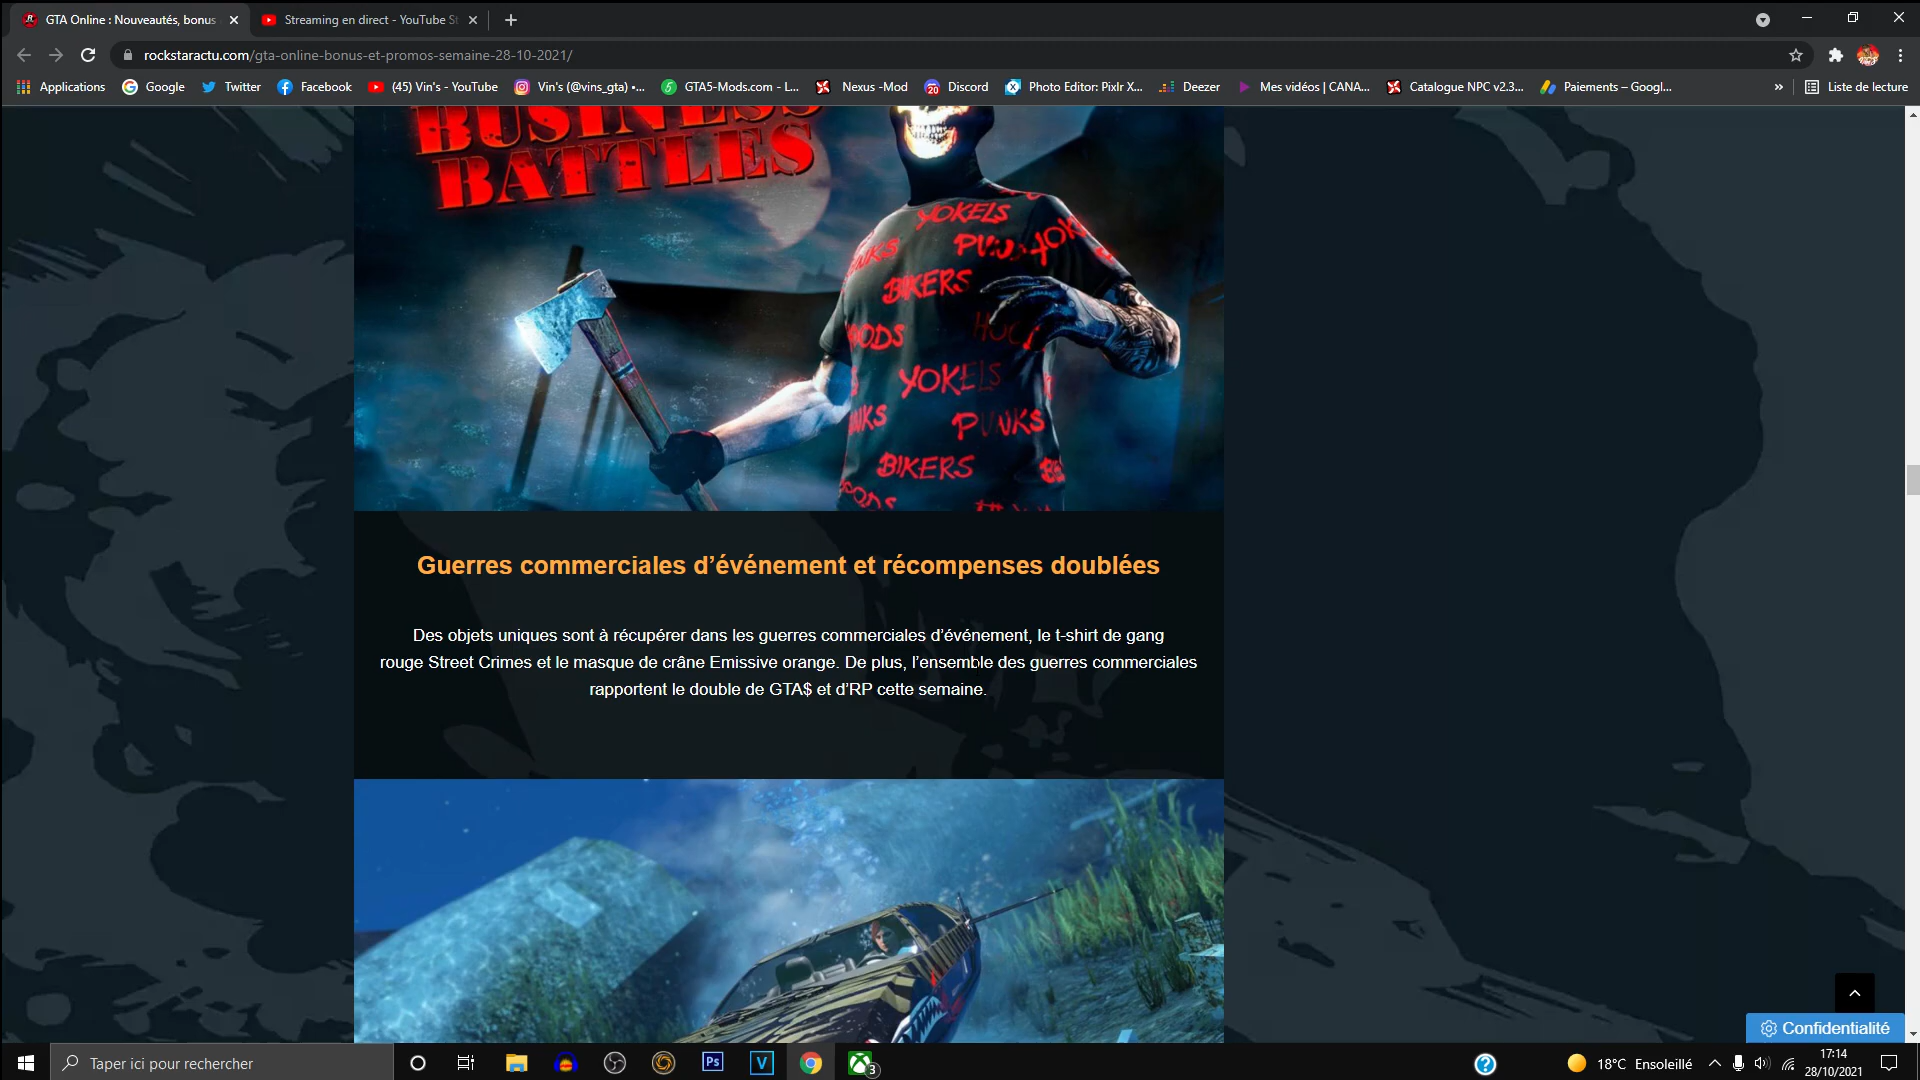 GTA Online : Nouveautés, bonus
Streaming en direct - YouTube St
rockstaractu.com/gta-online-bonus-et-promos-semaine-28-10-2021/
Applications
Google
Twitter
Facebook
(45) Vin's - YouTube
Vin's (@vins_gta) •...
GTA5-Mods.com - L...
Nexus -Mod
20
Discord
Photo Editor: Pixlr X...
Deezer
Mes vidéos | CANA...
Catalogue NPC v2.3...
Paiements – Googl...
»
Liste de lecture
BUSINESS
BATTLES
YOKELS
BIKERS
YOKELS
PUNKS
BIKERS
Guerres commerciales d’événement et récompenses doublées
Des objets uniques sont à récupérer dans les guerres commerciales d’événement, le t-shirt de gang
rouge Street Crimes et le masque de crâne Emissive orange. De plus, l’ensemble des guerres commerciales
rapportent le double de GTA$ et d’RP cette semaine.
Confidentialité
Taper ici pour rechercher
Ps
V
3
18°C Ensoleillé
17:14
28/10/2021